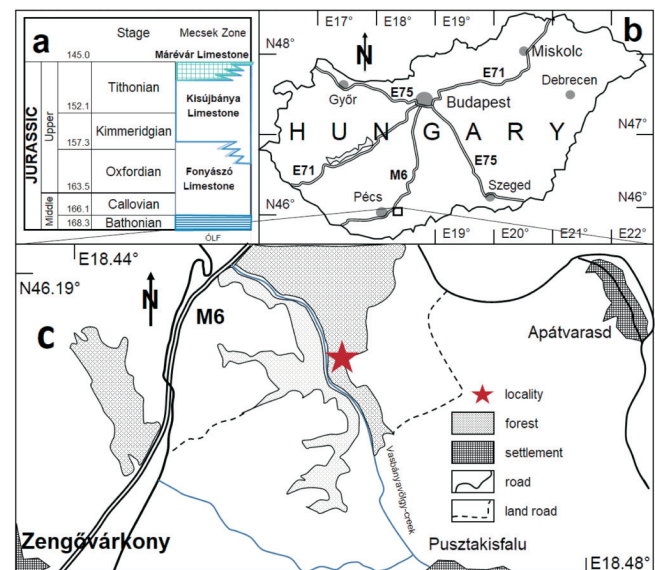 a
Stage
Mecsek Zone
145.0
Márévár Limestone
JURASSIC
Upper
Tithonian
152.1
Kisújbánya
Limestone
Kimmeridgian
157.3
Oxfordian
Fonyászó
Limestone
163.5
Middle
Callovian
166.1
168.3
Bathonian
ÓLF
b
E17°
E18°
E19°
E20°
E21°
N48°
N
Miskolc
E71
Debrecen
E75
Győr
Budapest
HUNGARY
N47°
E71
M6
E75
Szeged
Pécs
N46°
N46°
E19°
E20°
E21°
E22°
c
E18.44°
N46.19°
N
M6
Apátvarasd
locality
forest
settlement
road
land road
Vasbányavölgy-creek
Zengővárkony
Pusztakisfalu
E18.48°